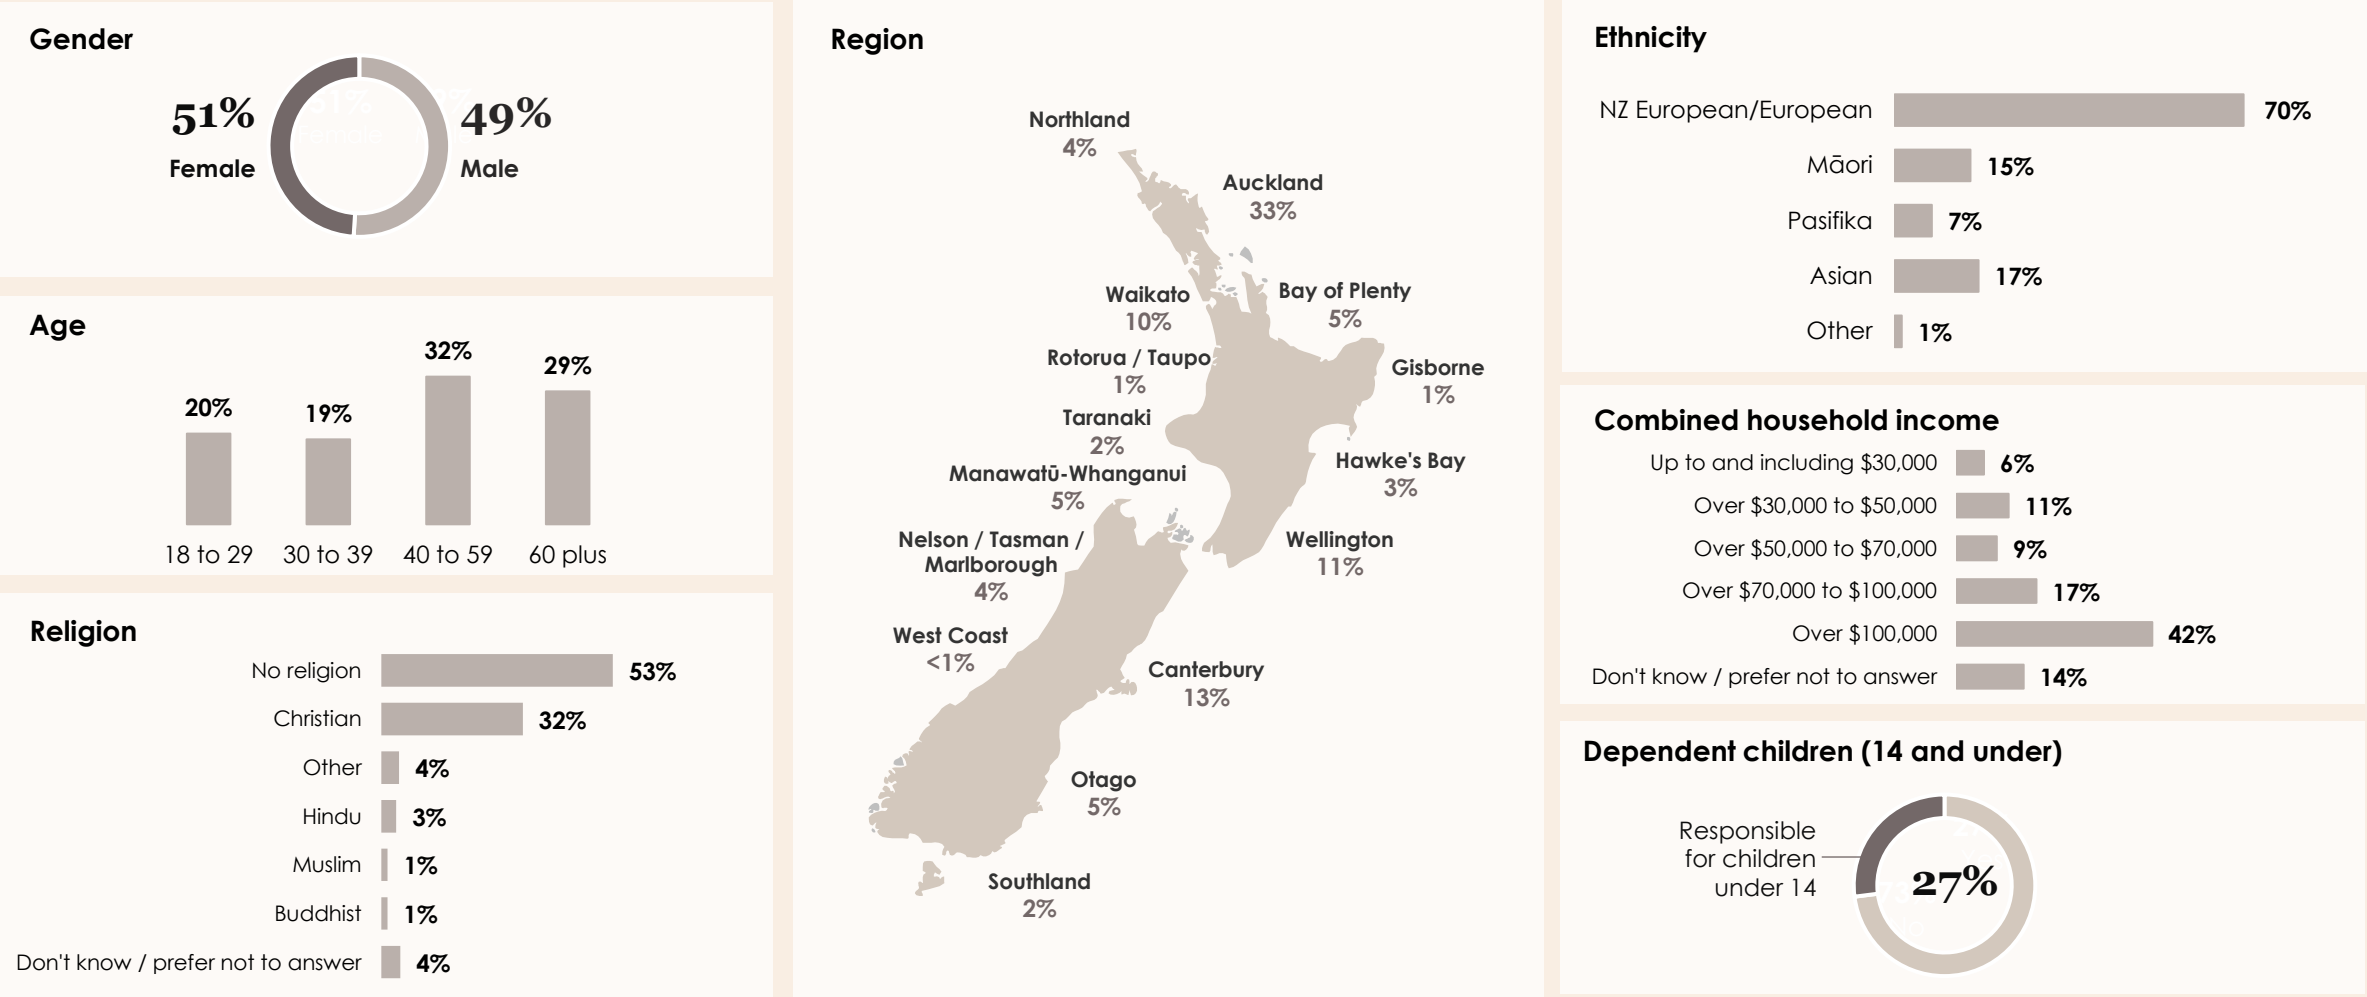 Gender
51%
Female
49%
Male
Age
20%
19%
32%
29%
18 to 29
30 to 39
40 to 59
60 plus
Religion
No religion 53%
Christian 32%
Other 4%
Hindu 3%
Muslim 1%
Buddhist 1%
Don't know / prefer not to answer 4%
Region
Northland
4%
Auckland
33%
Waikato
10%
Bay of Plenty
5%
Rotorua / Taupo
1%
Gisborne
1%
Taranaki
2%
Hawke's Bay
3%
Manawatū-Whanganui
5%
Nelson / Tasman /
Marlborough
4%
Wellington
11%
West Coast
<1%
Canterbury
13%
Otago
5%
Southland
2%
Ethnicity
NZ European/European 70%
Māori 15%
Pasifika 7%
Asian 17%
Other 1%
Combined household income
Up to and including $30,000 6%
Over $30,000 to $50,000 11%
Over $50,000 to $70,000 9%
Over $70,000 to $100,000 17%
Over $100,000 42%
Don't know / prefer not to answer 14%
Dependent children (14 and under)
Responsible
for children
under 14
27%